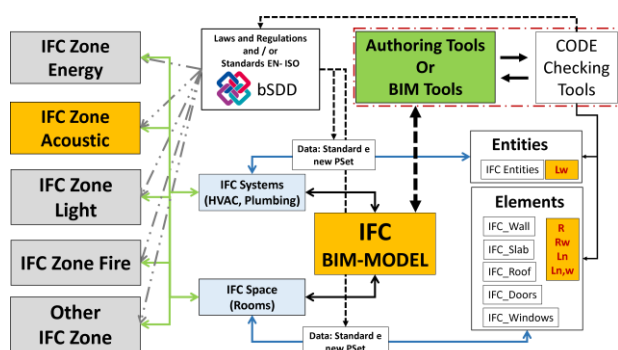 IFC Zone
Energy
IFC Zone
Acoustic
IFC Zone
Light
IFC Zone Fire
Other
IFC Zone
Laws and Regulations
and / or
Standards EN- ISO
bSDD
Authoring Tools
Or
BIM Tools
CODE
Checking
Tools
Data: Standard e
new PSet
IFC Systems
(HVAC, Plumbing)
IFC
BIM-MODEL
IFC Space
(Rooms)
Data: Standard e
new PSet
Entities
IFC Entities
Lw
Elements
IFC_Wall
IFC_Slab
IFC_Roof
IFC_Doors
IFC_Windows
R
Rw
Ln
Ln,w